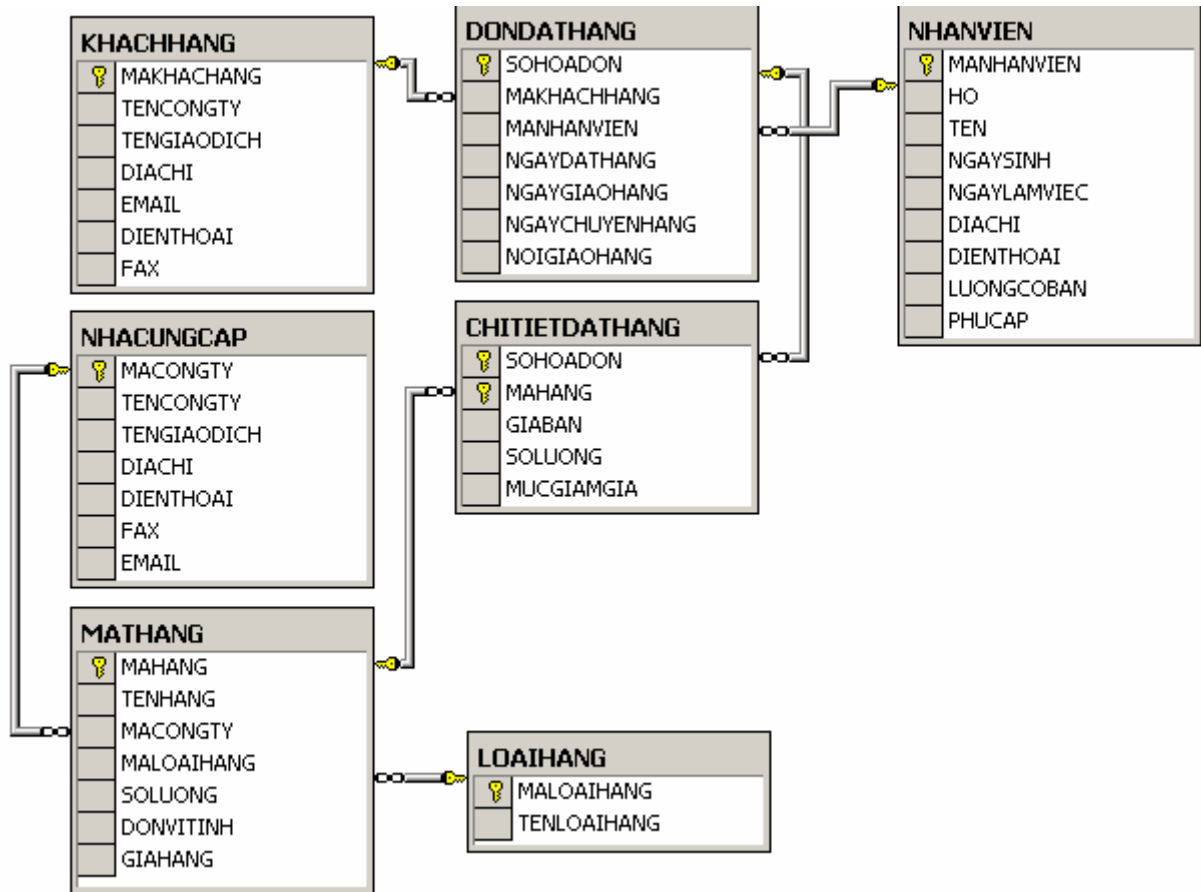 KHACHHANG
MAKHACHANG
TENCONGTY
TENGIAODICH
DIACHI
EMAIL
DIENTHOAI
FAX
DONDATHANG
SOHOADON
MAKHACHHANG
MANHANVIEN
NGAYDATHANG
NGAYGIAOHANG
NGAYCHUYENHANG
NOIGIAOHANG
NHANVIEN
MANHANVIEN
HO
TEN
NGAYSINH
NGAYLAMVIEC
DIACHI
DIENTHOAI
LUONGCOBAN
PHUCAP
NHACUNGCAP
MACONGTY
TENCONGTY
TENGIAODICH
DIACHI
DIENTHOAI
FAX
EMAIL
CHITIETDATHANG
SOHOADON
MAHANG
GIABAN
SOLUONG
MUCGIAMGIA
MATHANG
MAHANG
TENHANG
MACONGTY
MALOAIHANG
SOLUONG
DONVITINH
GIAHANG
LOAIHANG
MALOAIHANG
TENLOAIHANG